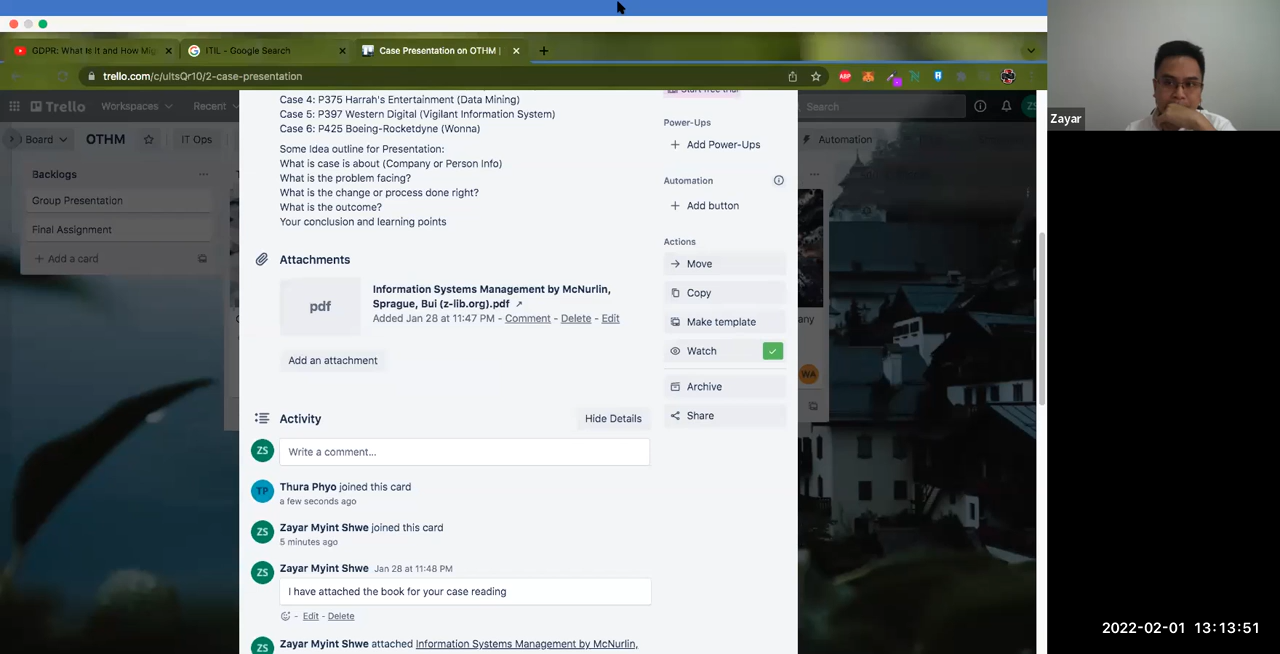 GDPR: What Is It and How Mig
ITIL - Google Search
Case Presentation on OTHM |
trello.com/c/ultsQr10/2-case-presentation
Trello
Workspaces
Recent
Search
Board
OTHM
IT Ops
Automation
Backlogs
Group Presentation
Final Assignment
+ Add a card
Case 4: P375 Harrah's Entertainment (Data Mining)
Case 5: P397 Western Digital (Vigilant Information System)
Case 6: P425 Boeing-Rocketdyne (Wonna)
Some Idea outline for Presentation:
What is case is about (Company or Person Info)
What is the problem facing?
What is the change or process done right?
What is the outcome?
Your conclusion and learning points
Attachments
pdf
Information Systems Management by McNurlin,
Sprague, Bui (z-lib.org).pdf ↗
Added Jan 28 at 11:47 PM - Comment - Delete - Edit
Add an attachment
Activity
Hide Details
ZS
Write a comment...
TP
Thura Phyo joined this card
a few seconds ago
ZS
Zayar Myint Shwe joined this card
5 minutes ago
ZS
Zayar Myint Shwe Jan 28 at 11:48 PM
I have attached the book for your case reading
- Edit - Delete
ZS
Zayar Myint Shwe attached Information Systems Management by McNurlin,
Power-Ups
+ Add Power-Ups
Automation
+ Add button
Actions
Move
Copy
Make template
Watch
Archive
Share
WA
Zayar
2022-02-01 13:13:51